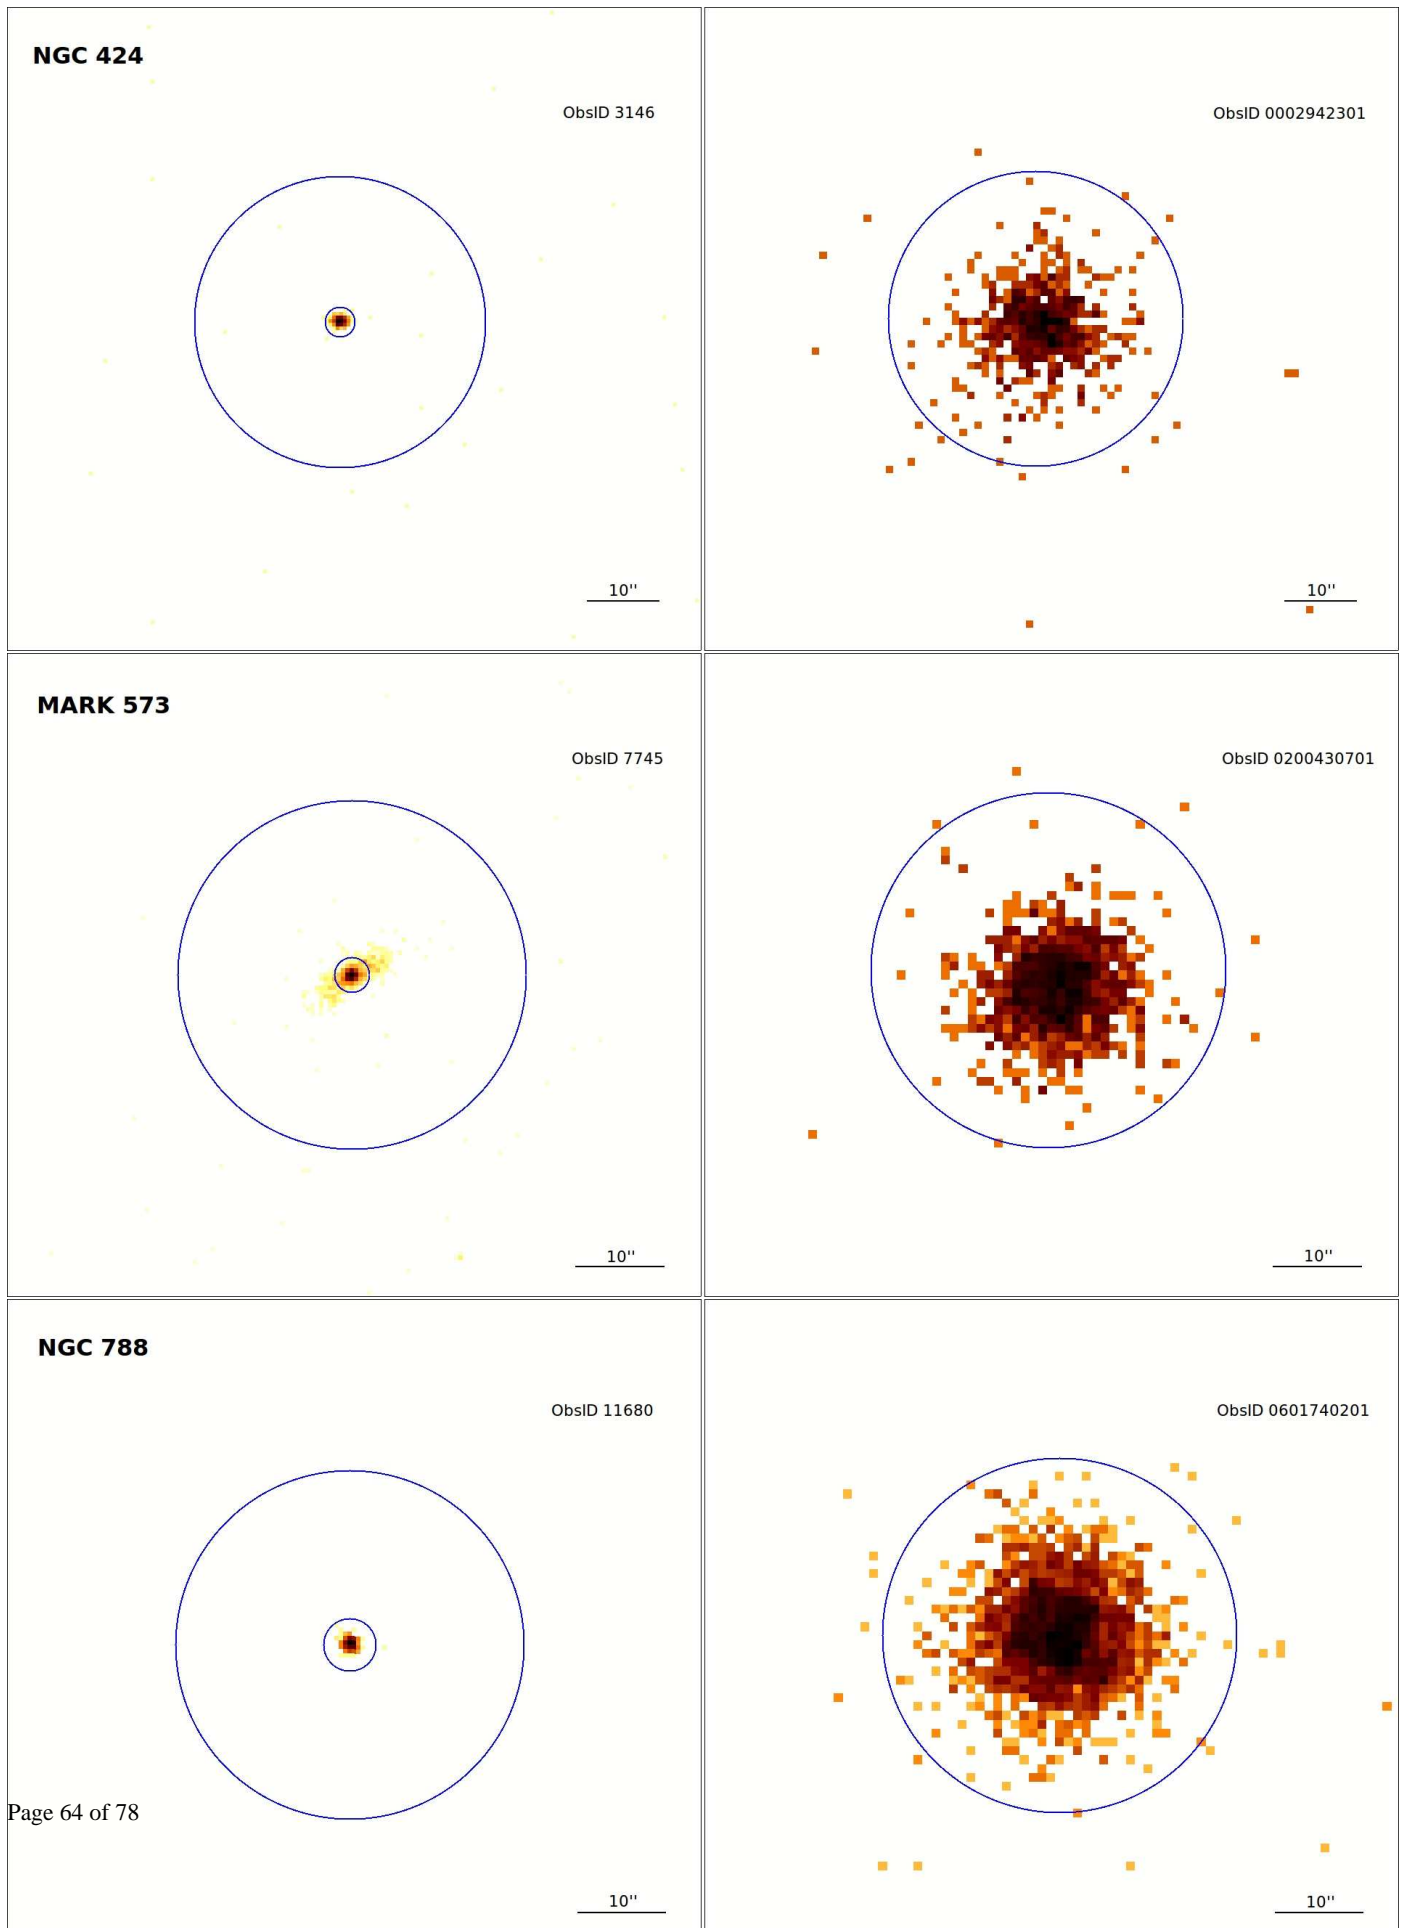 NGC 424
ObsID 3146
ObsID 0002942301
10''
10''
MARK 573
ObsID 7745
ObsID 0200430701
10''
10''
NGC 788
ObsID 11680
ObsID 0601740201
Page 64 of 78
10''
10''